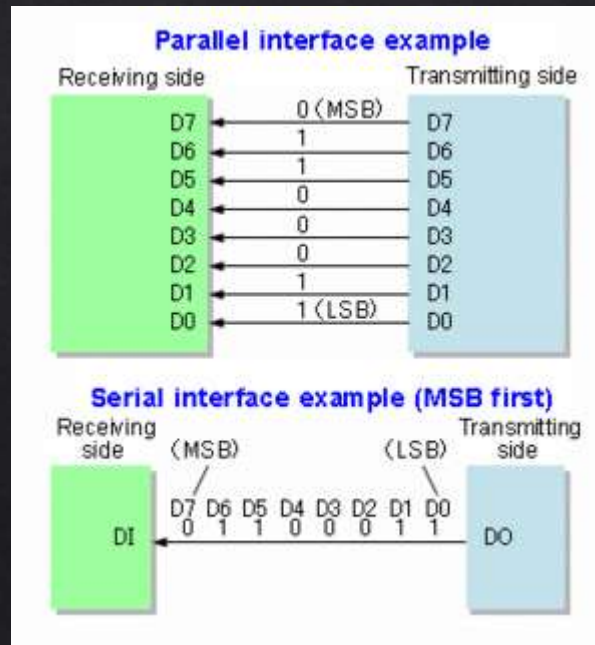 Parallel interface example
Receiving side Transmitting side
D7 0 (MSB) D7
D6 1 D6
D5 1 D5
D4 0 D4
D3 0 D3
D2 0 D2
D1 1 D1
D0 1 (LSB) D0
Serial interface example (MSB first)
Receiving side Transmitting side
(MSB) (LSB)
D7 D6 D5 D4 D3 D2 D1 D0
0 1 1 0 0 0 1 1
DI DO